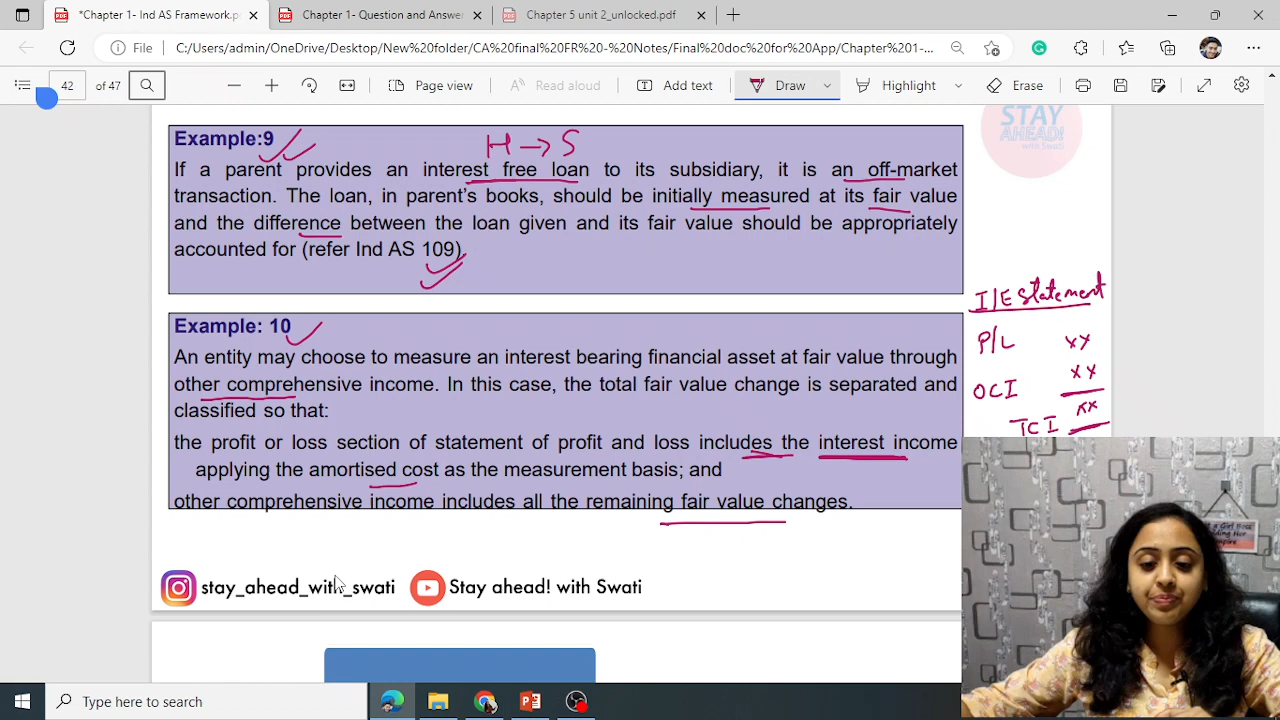 *Chapter 1- Ind AS Framework.pdf
Chapter 1- Question and Answer
Chapter 5 unit 2_unlocked.pdf
File C:/Users/admin/OneDrive/Desktop/New%20folder/CA%20Final%20FR%20-%20Notes/Final%20doc%20for%20App/Chapter%201-...
42 of 47 Page view Read aloud Add text Draw Highlight Erase
STAY
AHEAD!
with Swati
Example:9
H → S
If a parent provides an interest free loan to its subsidiary, it is an off-market
transaction. The loan, in parent's books, should be initially measured at its fair value
and the difference between the loan given and its fair value should be appropriately
accounted for (refer Ind AS 109).
Example: 10
An entity may choose to measure an interest bearing financial asset at fair value through
other comprehensive income. In this case, the total fair value change is separated and
classified so that:
the profit or loss section of statement of profit and loss includes the interest income
applying the amortised cost as the measurement basis; and
other comprehensive income includes all the remaining fair value changes.
I/E Statement
P/L xx
OCI xx
TCI xx
stay_ahead_with_swati Stay ahead! with Swati
Type here to search